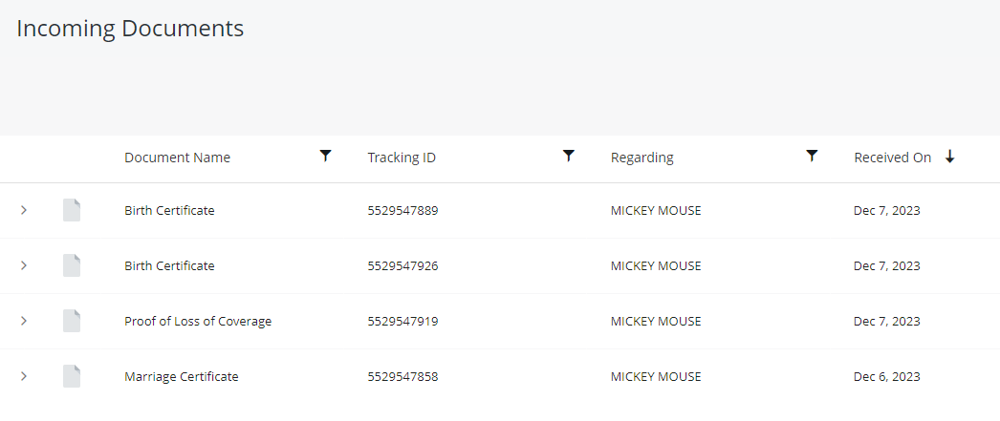 Incoming Documents
Document Name Tracking ID Regarding Received On
Birth Certificate 5529547889 MICKEY MOUSE Dec 7, 2023
Birth Certificate 5529547926 MICKEY MOUSE Dec 7, 2023
Proof of Loss of Coverage 5529547919 MICKEY MOUSE Dec 7, 2023
Marriage Certificate 5529547858 MICKEY MOUSE Dec 6, 2023